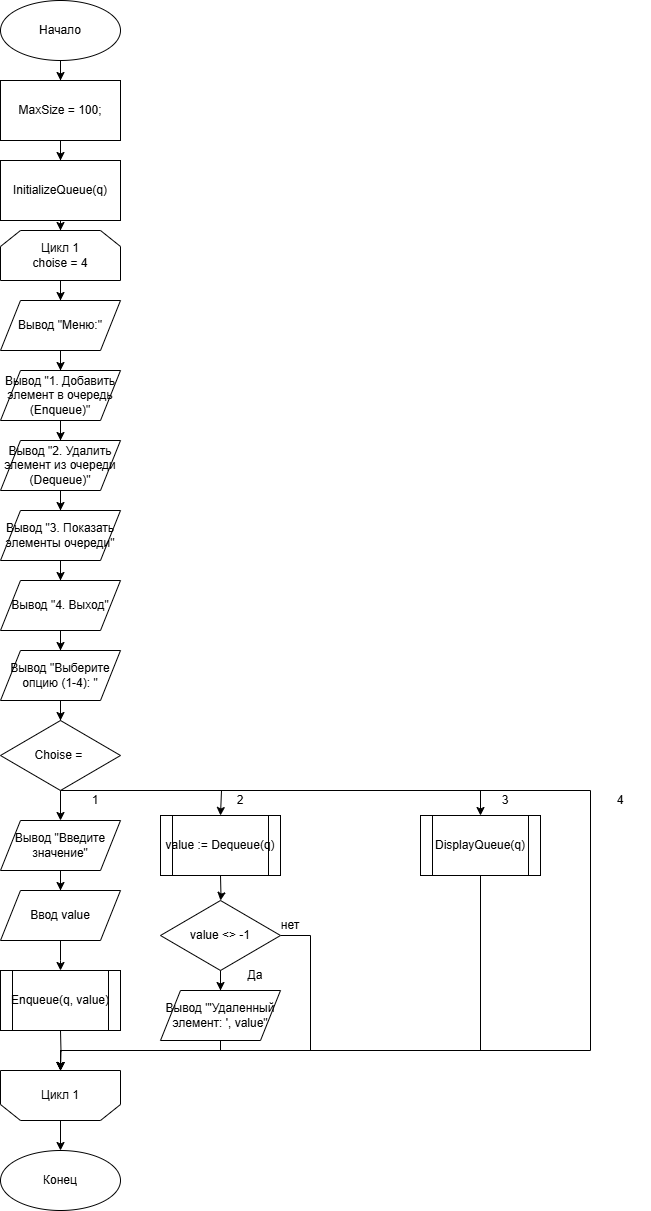 Начало
MaxSize = 100;
InitializeQueue(q)
Цикл 1
choise = 4
Вывод "Меню:"
Вывод "1. Добавить
элемент в очередь
(Enqueue)"
Вывод "2. Удалить
элемент из очереди
(Dequeue)"
Вывод "3. Показать
элементы очереди"
Вывод "4. Выход"
Вывод "Выберите
опцию (1-4): "
Choise =
1
2
3
4
Вывод "Введите
значение"
value := Dequeue(q)
DisplayQueue(q)
Ввод value
value <> -1
нет
Да
Enqueue(q, value)
Вывод "'Удаленный
элемент: ', value"
Цикл 1
Конец